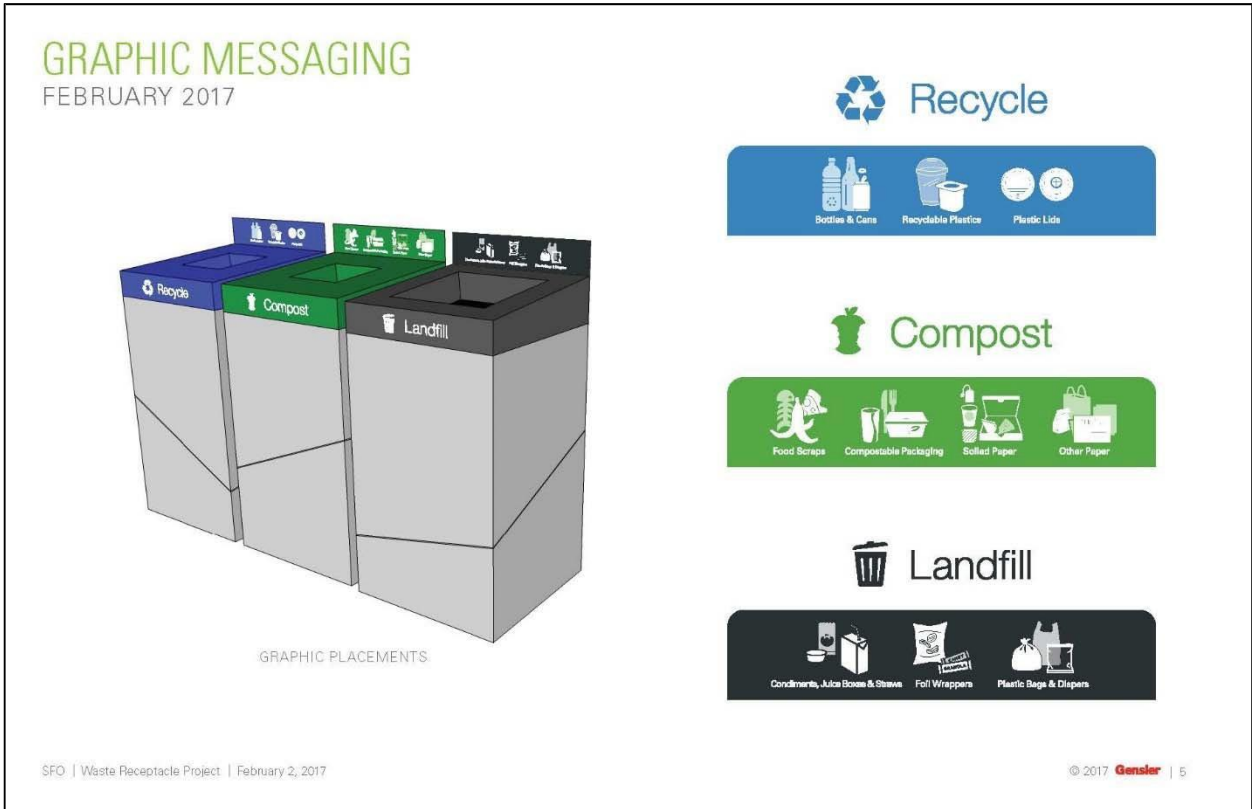 GRAPHIC MESSAGING
FEBRUARY 2017
Recycle
Compost
Landfill
GRAPHIC PLACEMENTS
Recycle
Bottles & Cans
Recyclable Plastics
Plastic Lids
Compost
Food Scraps
Compostable Packaging
Soiled Paper
Other Paper
Landfill
Condiments, Juice Boxes & Straws
Foil Wrappers
Plastic Bags & Diapers
SFO | Waste Receptacle Project | February 2, 2017
© 2017 Gensler | 5